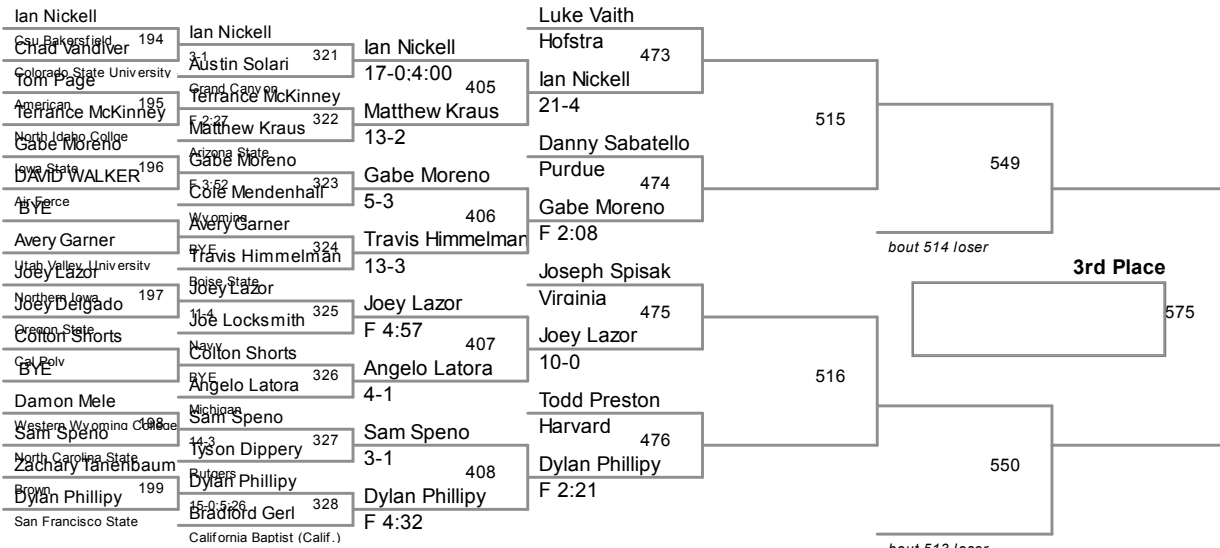 Ian Nickell
Csu Bakersfield
194
Chad Vandiver
Colorado State University
Tom Page
American
195
Terrance McKinney
North Idaho Collge
Gabe Moreno
Iowa State
196
DAVID WALKER
Air Force
BYE
Avery Garner
Utah Valley University
Joey Lazor
Northern Iowa
197
Joey Delgado
Oregon State
Colton Shorts
Cal Poly
BYE
Damon Mele
Western Wyoming College
198
Sam Speno
North Carolina State
Zachary Tanenbaum
Brown
199
Dylan Phillipy
San Francisco State
Ian Nickell
3-1
321
Austin Solari
Grand Canyon
Terrance McKinney
F 2:27
322
Matthew Kraus
Arizona State
Gabe Moreno
F 3:52
323
Cole Mendenhall
Wyoming
Avery Garner
BYE
324
Travis Himmelman
Boise State
Joey Lazor
11-4
325
Joe Locksmith
Navy
Colton Shorts
BYE
326
Angelo Latora
Michigan
Sam Speno
14-3
327
Tyson Dippery
Rutgers
Dylan Phillipy
15-0;5:26
328
Bradford Gerl
California Baptist (Calif.)
Ian Nickell
17-0;4:00
405
Matthew Kraus
13-2
Gabe Moreno
5-3
406
Travis Himmelman
13-3
Joey Lazor
F 4:57
407
Angelo Latora
4-1
Sam Speno
3-1
408
Dylan Phillipy
F 4:32
Luke Vaith
Hofstra
473
Ian Nickell
21-4
Danny Sabatello
Purdue
474
Gabe Moreno
F 2:08
Joseph Spisak
Virginia
475
Joey Lazor
10-0
Todd Preston
Harvard
476
Dylan Phillipy
F 2:21
515
516
549
bout 514 loser
3rd Place
575
550
bout 513 loser